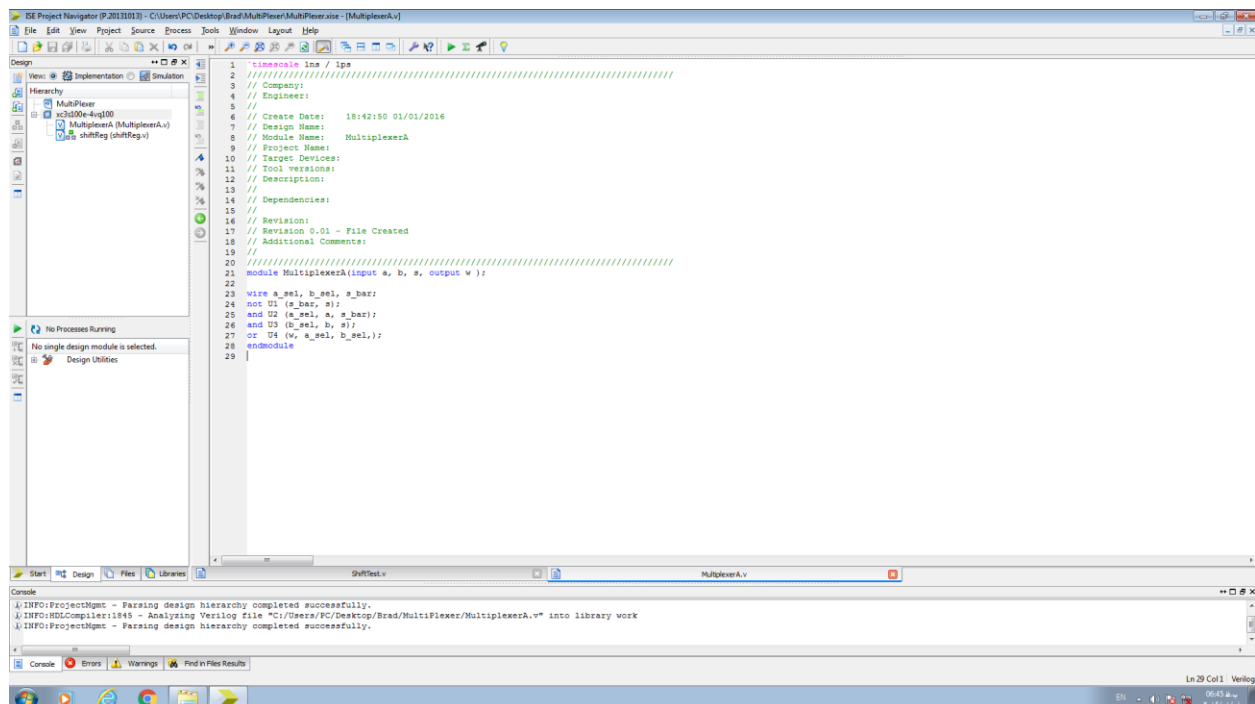 ISE Project Navigator (P.20131013) - C:\Users\PC\Desktop\Brad\MultiPlexer\MultiPlexer.xise - [MultiplexerA.v]
File Edit View Project Source Process Tools Window Layout Help
Design
View: Implementation Simulation
Hierarchy
MultiPlexer
xc3s100e-4vq100
MultiplexerA (MultiplexerA.v)
shiftReg (shiftReg.v)
No Processes Running
No single design module is selected.
Design Utilities
Start Design Files Libraries
1 `timescale 1ns / 1ps
2 //////////////////////////////////////////////////////////////////////////////////
3 // Company:
4 // Engineer:
5 //
6 // Create Date:    18:42:50 01/01/2016
7 // Design Name:
8 // Module Name:    MultiplexerA
9 // Project Name:
10 // Target Devices:
11 // Tool versions:
12 // Description:
13 //
14 // Dependencies:
15 //
16 // Revision:
17 // Revision 0.01 - File Created
18 // Additional Comments:
19 //
20 //////////////////////////////////////////////////////////////////////////////////
21 module MultiplexerA(input a, b, s, output w );
22
23 wire a_sel, b_sel, s_bar;
24 not U1 (s_bar, s);
25 and U2 (a_sel, a, s_bar);
26 and U3 (b_sel, b, s);
27 or  U4 (w, a_sel, b_sel,);
28 endmodule
29
ShiftTest.v MultiplexerA.v
Console
INFO:ProjectMgmt - Parsing design hierarchy completed successfully.
INFO:HDLCompiler:1845 - Analyzing Verilog file "C:/Users/PC/Desktop/Brad/MultiPlexer/MultiplexerA.v" into library work
INFO:ProjectMgmt - Parsing design hierarchy completed successfully.
Console Errors Warnings Find in Files Results
Ln 29 Col 1 Verilog
EN 06:45